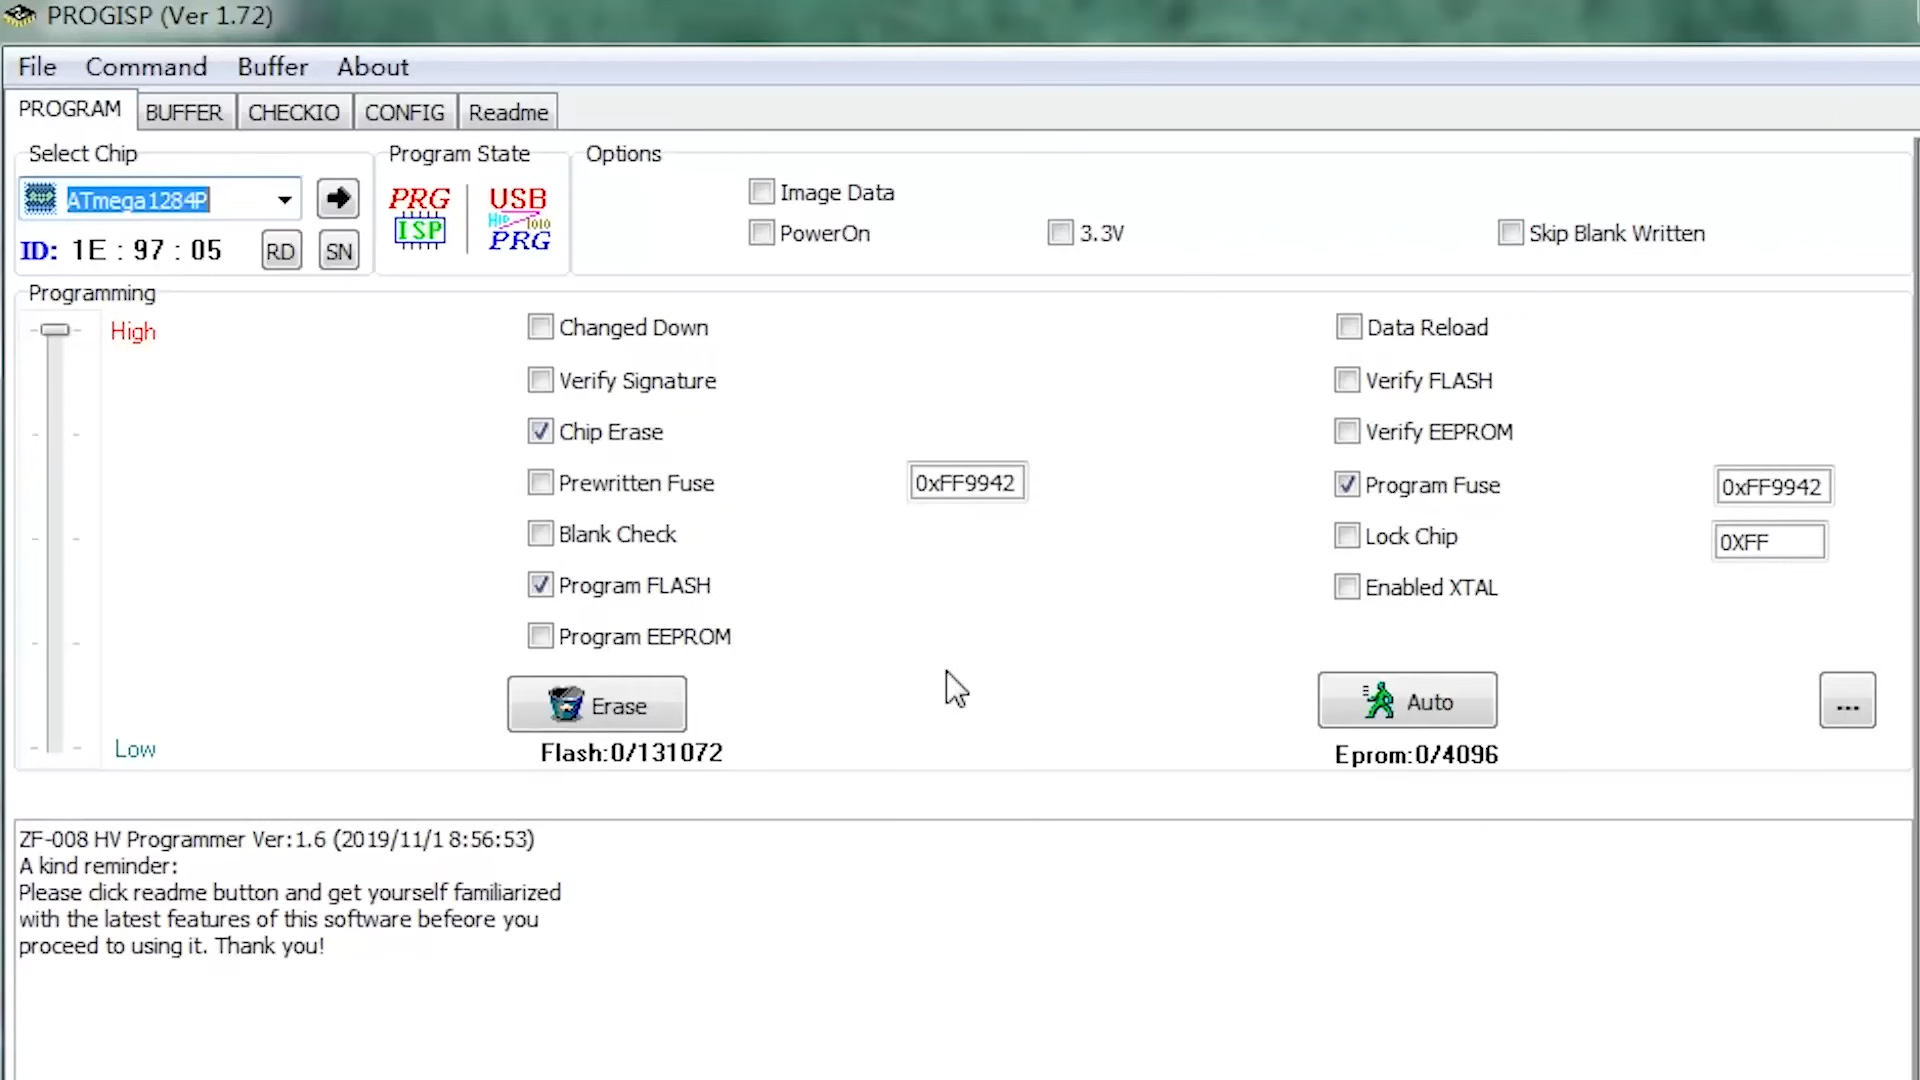 PROGISP (Ver 1.72)
File Command Buffer About
PROGRAM BUFFER CHECKIO CONFIG Readme
Select Chip Program State Options
ATmega1284P
PRG ISP
USB
PRG
Image Data
PowerOn 3.3V Skip Blank Written
ID: 1E : 97 : 05 RD SN
Programming
High
Low
Changed Down
Verify Signature
Chip Erase
Prewritten Fuse 0xFF9942
Blank Check
Program FLASH
Program EEPROM
Data Reload
Verify FLASH
Verify EEPROM
Program Fuse 0xFF9942
Lock Chip 0XFF
Enabled XTAL
Erase Auto ...
Flash:0/131072 Eprom:0/4096
ZF-008 HV Programmer Ver:1.6 (2019/11/1 8:56:53)
A kind reminder:
Please click readme button and get yourself familiarized
with the latest features of this software befeore you
proceed to using it. Thank you!